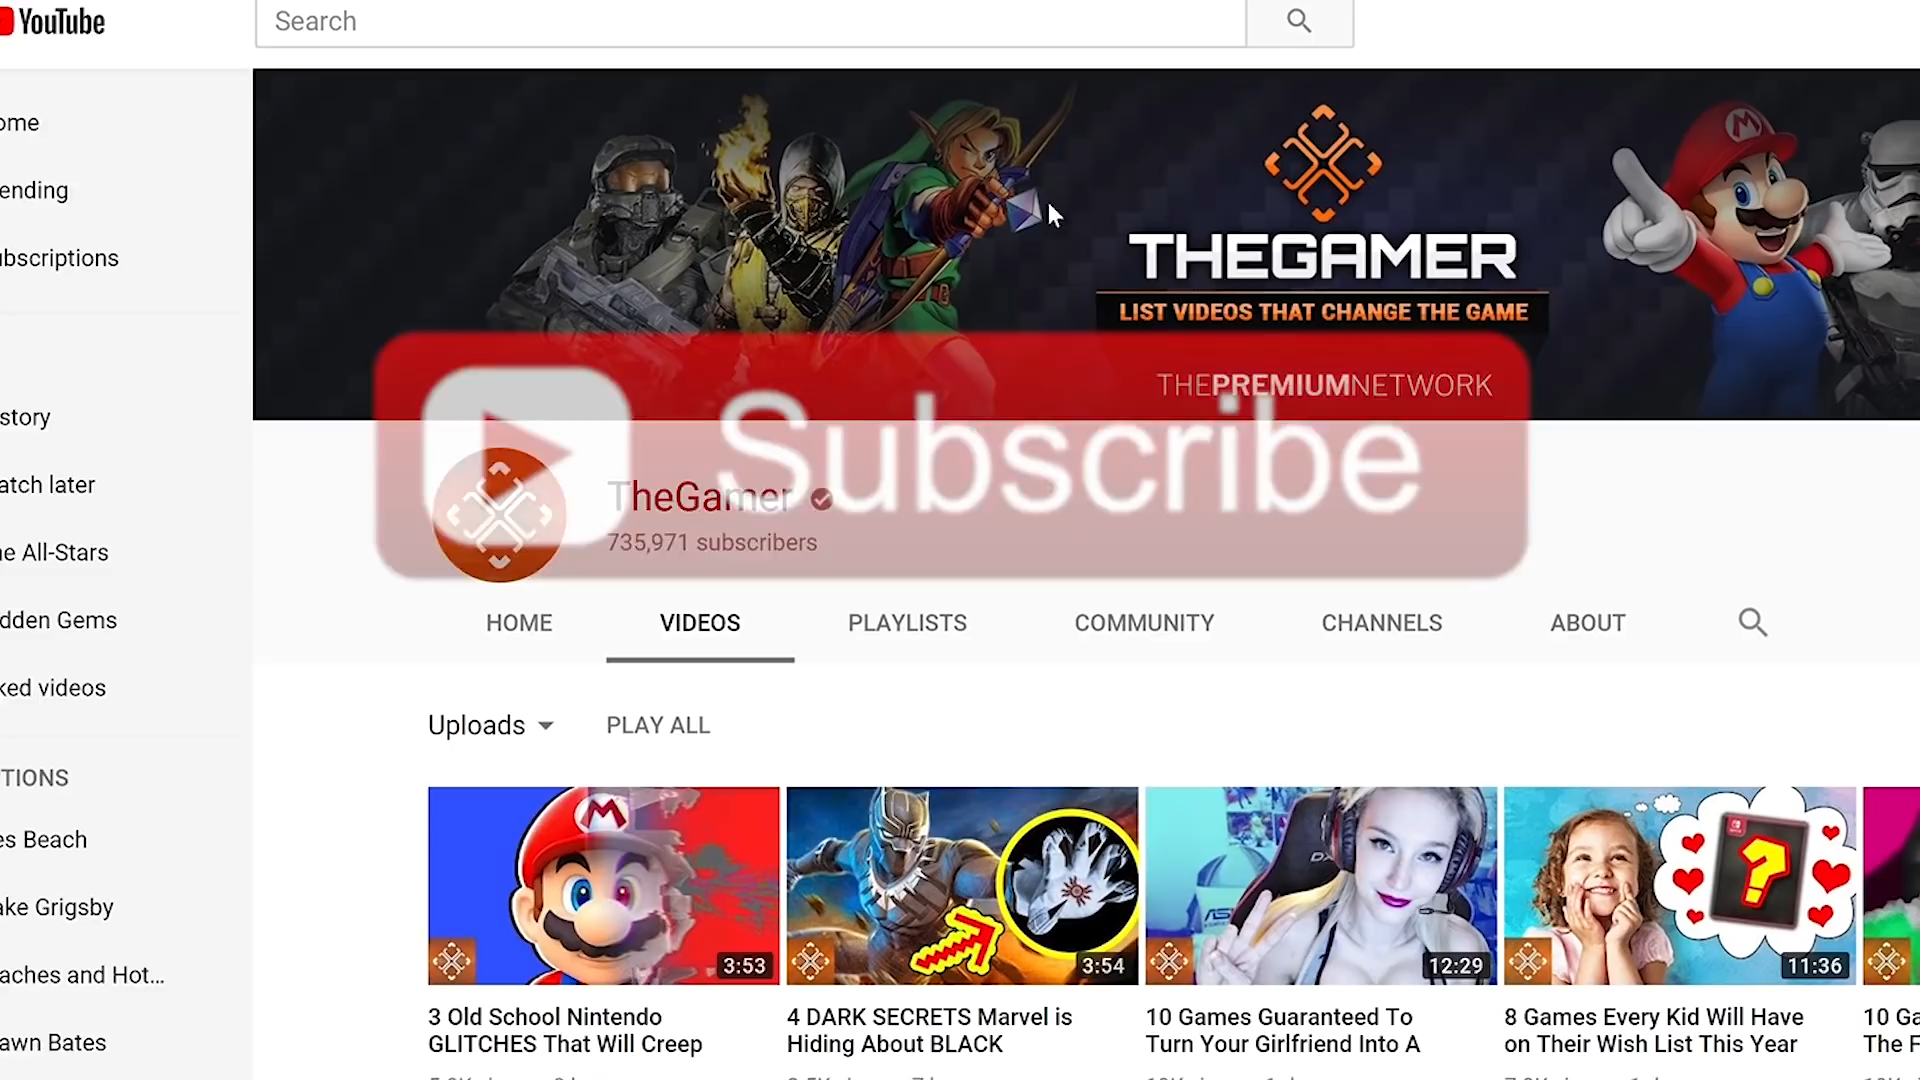 YouTube
Search
ome
ending
ubscriptions
story
atch later
ne All-Stars
dden Gems
ked videos
TIONS
es Beach
ake Grigsby
aches and Hot...
awn Bates
THEGAMER
LIST VIDEOS THAT CHANGE THE GAME
THEPREMIUMNETWORK
Subscribe
TheGamer
735,971 subscribers
HOME
VIDEOS
PLAYLISTS
COMMUNITY
CHANNELS
ABOUT
Uploads
PLAY ALL
3:53
3:54
12:29
11:36
3 Old School Nintendo
GLITCHES That Will Creep
4 DARK SECRETS Marvel is
Hiding About BLACK
10 Games Guaranteed To
Turn Your Girlfriend Into A
8 Games Every Kid Will Have
on Their Wish List This Year
10 Ga
The F